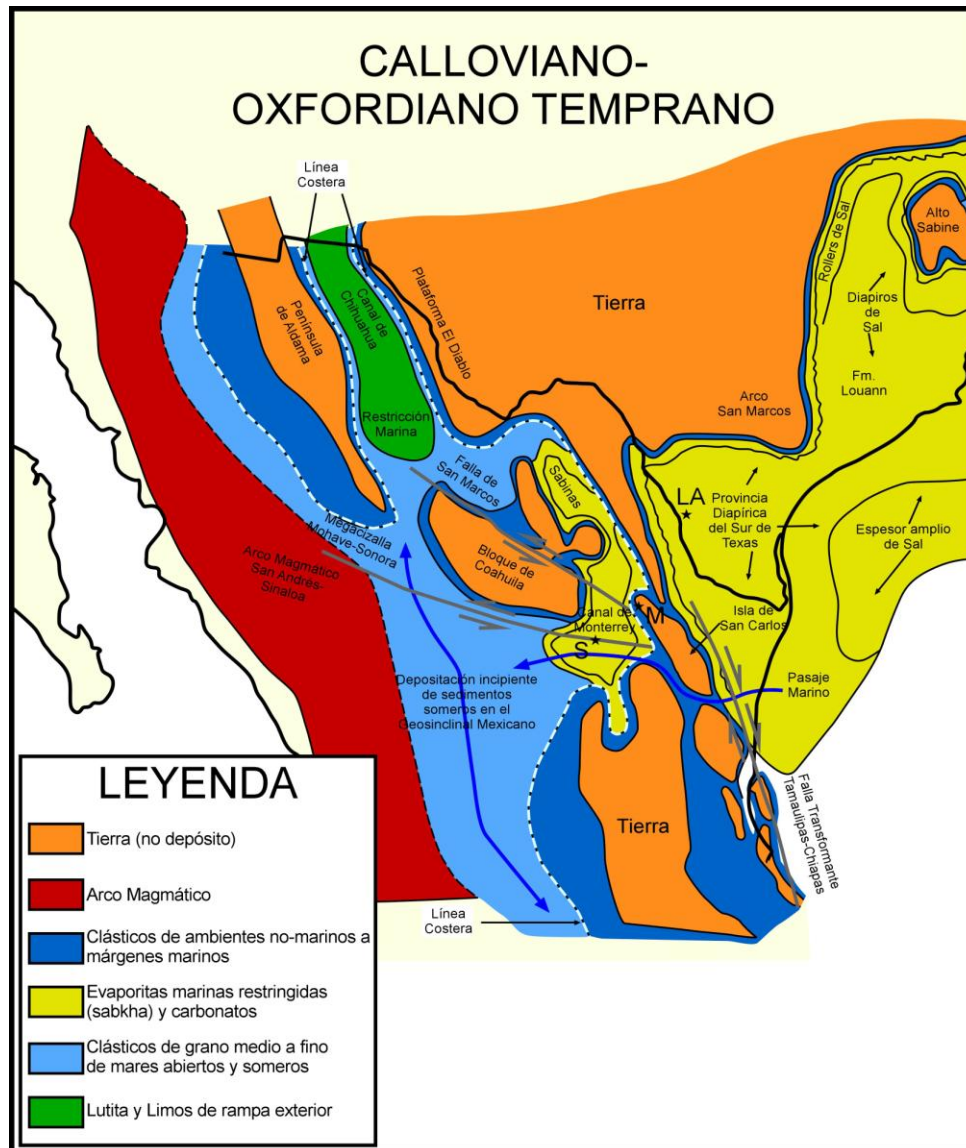 CALLOVIANO-
OXFORDIANO TEMPRANO
Línea
Costera
Rollers de Sal
Alto
Sabine
Península
de Aldama
Canal de
Chihuahua
Plataforma El Diablo
Tierra
Diapiros
de Sal
Fm.
Louann
Arco
San Marcos
Restricción
Marina
Falla de
San Marcos
Sabinas
LA
Provincia
Diapírica
del Sur de
Texas
Espesor amplio
de Sal
Megacizalla
Mohave-Sonora
Arco Magmático
San Andrés-
Sinaloa
Bloque de
Coahuila
Canal de
Monterrey
M
S
Isla de
San Carlos
Depositación incipiente
de sedimentos
someros en el
Geosinclinal Mexicano
Pasaje
Marino
Tierra
Falla Transformante
Tamaulipas-Chiapas
Línea
Costera
LEYENDA
Tierra (no depósito)
Arco Magmático
Clásticos de ambientes no-marinos a
márgenes marinos
Evaporitas marinas restringidas
(sabkha) y carbonatos
Clásticos de grano medio a fino
de mares abiertos y someros
Lutita y Limos de rampa exterior